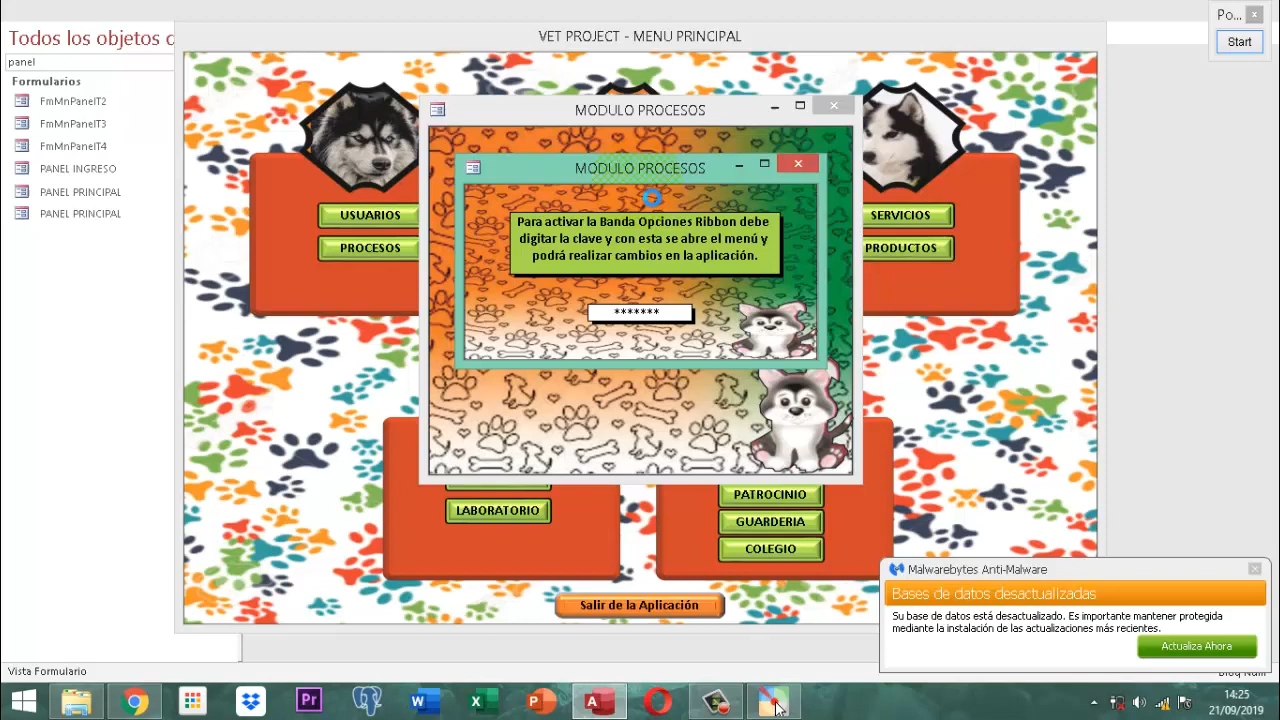 Todos los objetos d
VET PROJECT - MENU PRINCIPAL
Po...
Start
panel
Formularios
FmMnPanelT2
FmMnPanelT3
FmMnPanelT4
PANEL INGRESO
PANEL PRINCIPAL
PANEL PRINCIPAL
MODULO PROCESOS
MODULO PROCESOS
Para activar la Banda Opciones Ribbon debe
digitar la clave y con esta se abre el menú y
podrá realizar cambios en la aplicación.
*******
USUARIOS
PROCESOS
SERVICIOS
PRODUCTOS
LABORATORIO
PATROCINIO
GUARDERIA
COLEGIO
Salir de la Aplicación
Malwarebytes Anti-Malware
Bases de datos desactualizadas
Su base de datos está desactualizado. Es importante mantener protegida
mediante la instalación de las actualizaciones más recientes.
Actualiza Ahora
Vista Formulario
Bloq Núm
14:25
21/09/2019